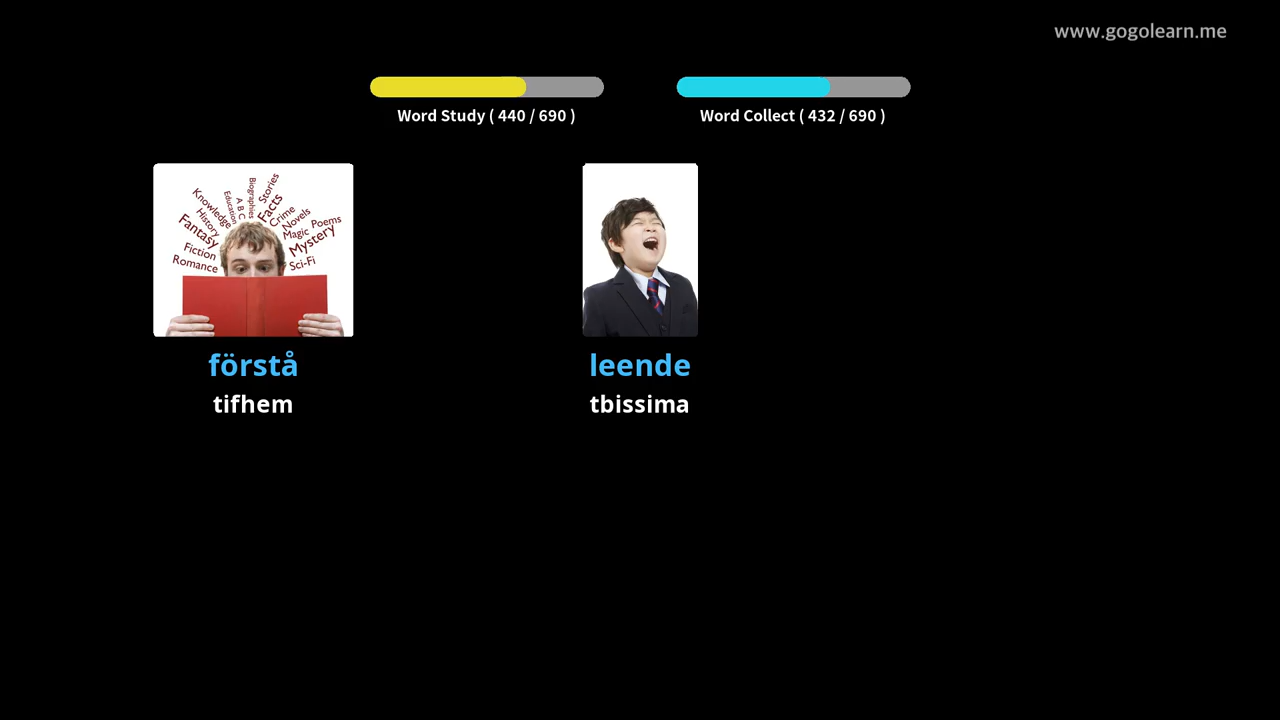 www.gogolearn.me
Word Study ( 440 / 690 )
Word Collect ( 432 / 690 )
Knowledge
History
Fantasy
Fiction
Romance
Education
A B C
Biographies
Stories
Facts
Crime
Novels
Magic
Poems
Mystery
Sci-Fi
förstå
tifhem
leende
tbissima